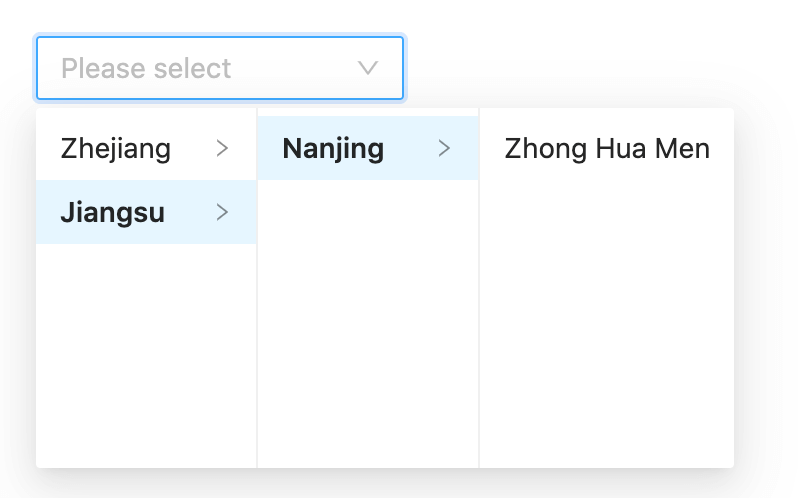 Please select
Zhejiang
Jiangsu
Nanjing
Zhong Hua Men